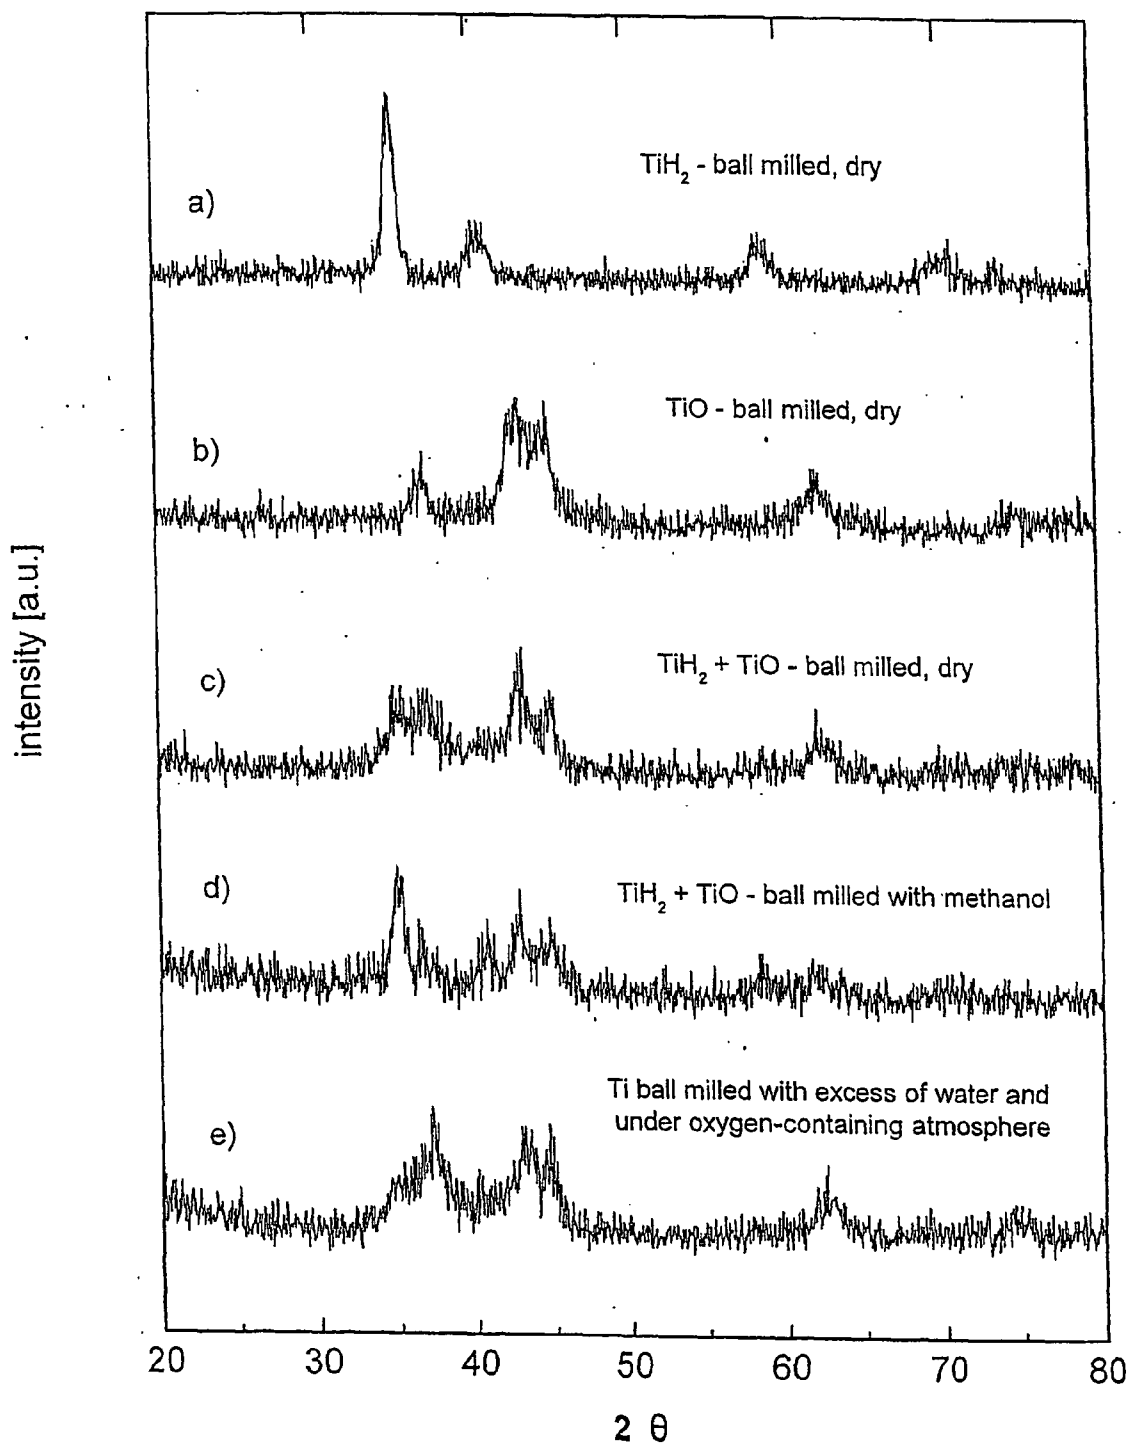 TiH2 - ball milled, dry
a)
TiO - ball milled, dry
b)
intensity [a.u.]
TiH2 + TiO - ball milled, dry
c)
TiH2 + TiO - ball milled with methanol
d)
Ti ball milled with excess of water and
under oxygen-containing atmosphere
e)
20 30 40 50 60 70 80
2 θ